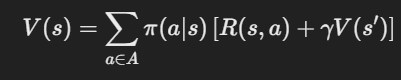 V(s) = ∑_{a∈A} π(a|s) [R(s, a) + γV(s′)]